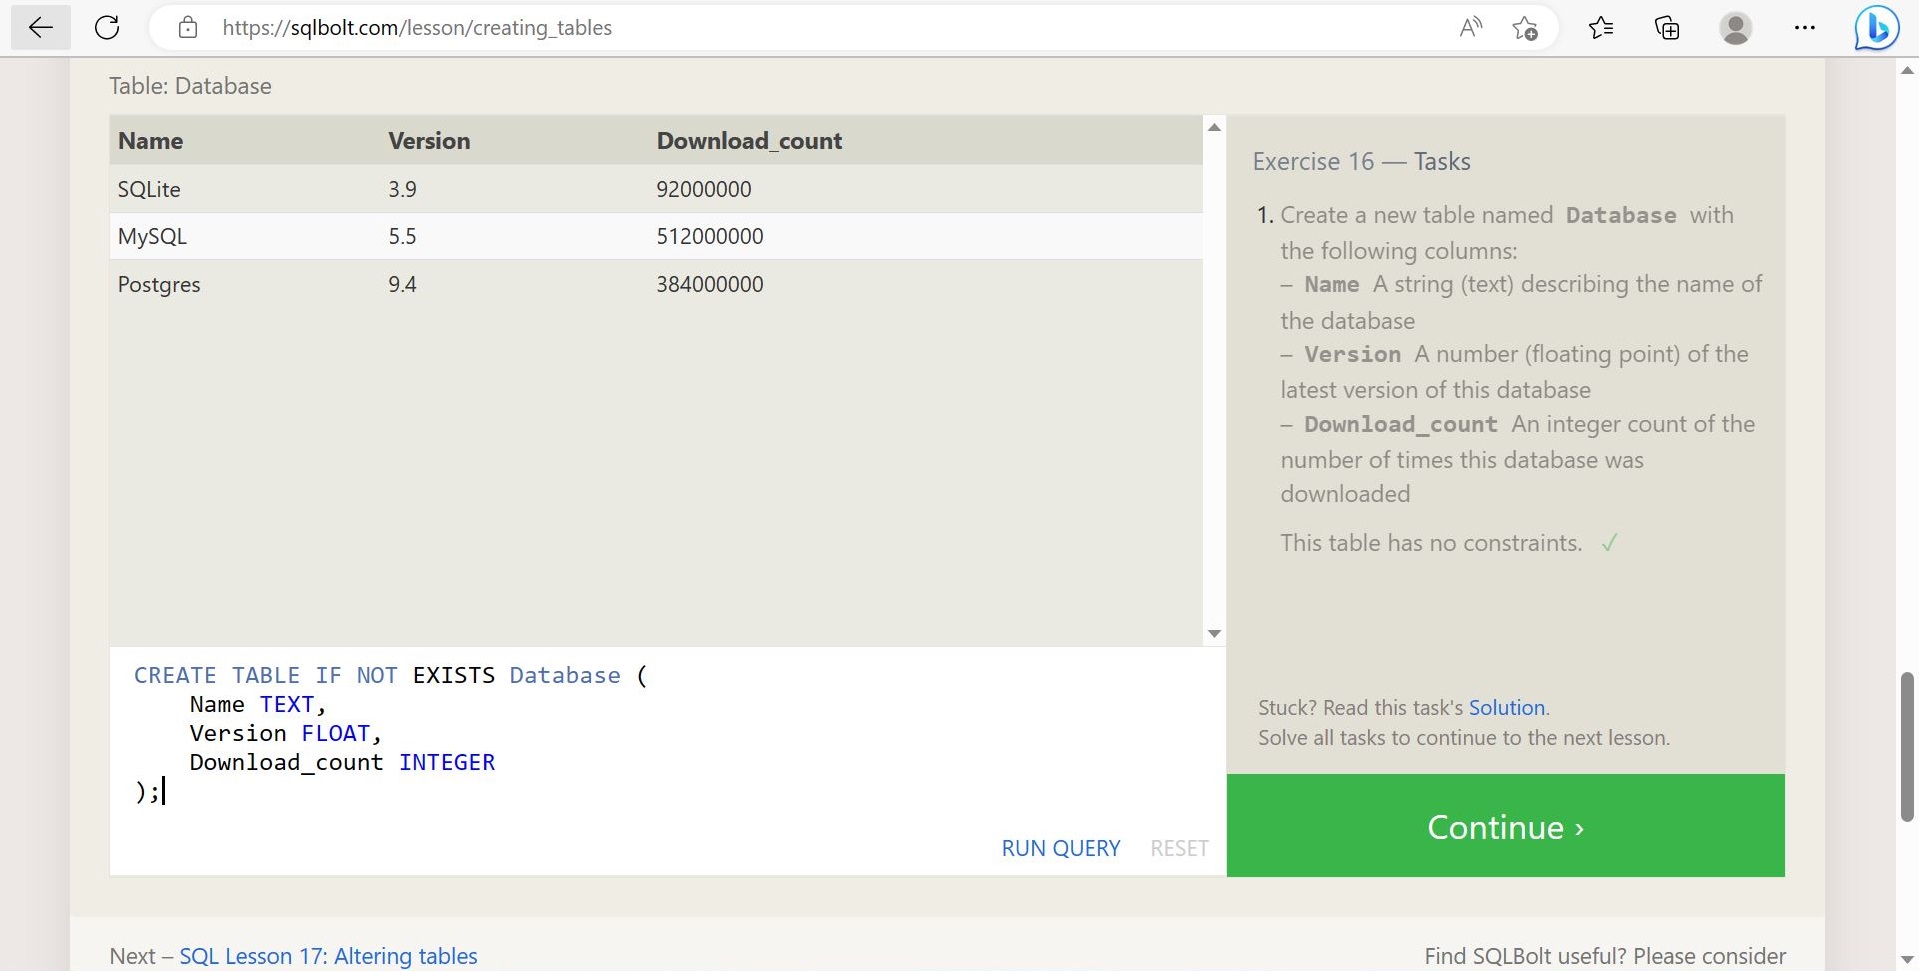 https://sqlbolt.com/lesson/creating_tables
Table: Database
Name Version Download_count
SQLite 3.9 92000000
MySQL 5.5 512000000
Postgres 9.4 384000000
CREATE TABLE IF NOT EXISTS Database (
Name TEXT,
Version FLOAT,
Download_count INTEGER
);
RUN QUERY RESET
Exercise 16 — Tasks
1. Create a new table named Database with
the following columns:
– Name A string (text) describing the name of
the database
– Version A number (floating point) of the
latest version of this database
– Download_count An integer count of the
number of times this database was
downloaded
This table has no constraints. ✓
Stuck? Read this task's Solution.
Solve all tasks to continue to the next lesson.
Continue ›
Next – SQL Lesson 17: Altering tables
Find SQLBolt useful? Please consider